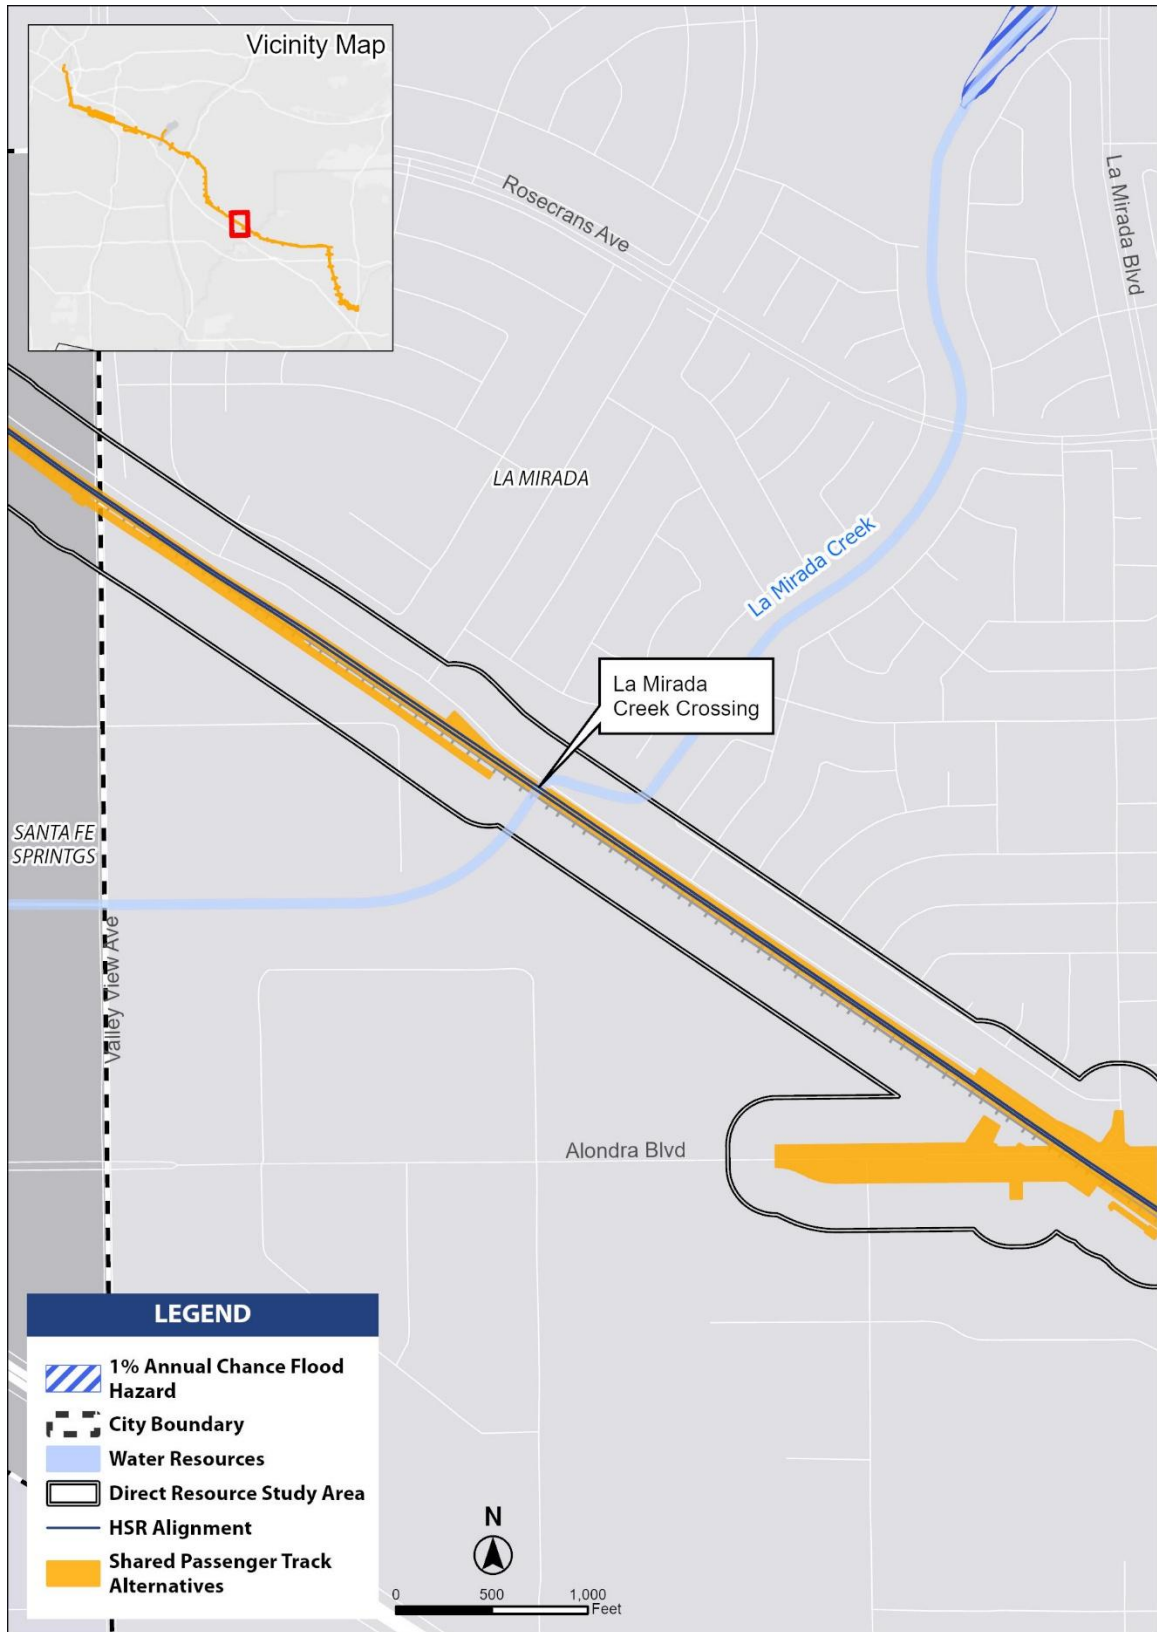 Vicinity Map
Rosecrans Ave
La Mirada Blvd
LA MIRADA
La Mirada Creek
La Mirada
Creek Crossing
SANTA FE
SPRINTGS
Valley View Ave
Alondra Blvd
LEGEND
1% Annual Chance Flood
Hazard
City Boundary
Water Resources
Direct Resource Study Area
HSR Alignment
Shared Passenger Track
Alternatives
N
0 500 1,000
Feet